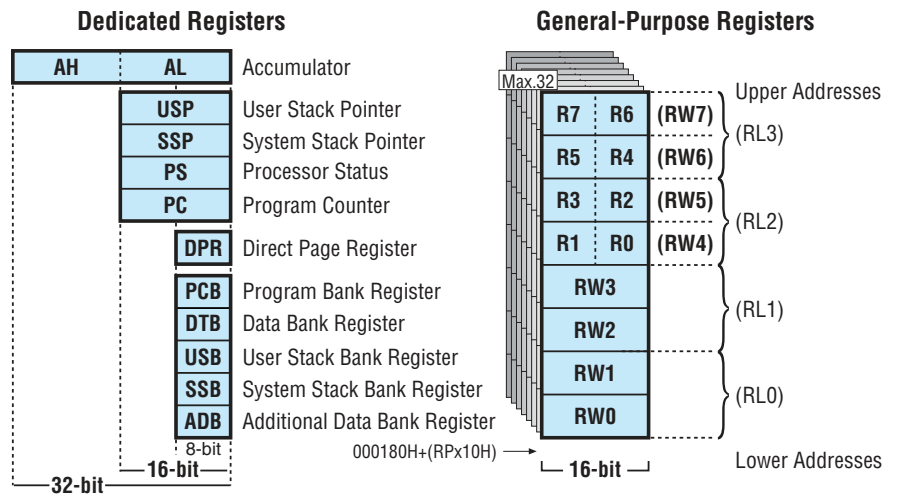 Dedicated Registers
AH AL Accumulator
USP User Stack Pointer
SSP System Stack Pointer
PS Processor Status
PC Program Counter
DPR Direct Page Register
PCB Program Bank Register
DTB Data Bank Register
USB User Stack Bank Register
SSB System Stack Bank Register
ADB Additional Data Bank Register
8-bit
16-bit
32-bit
General-Purpose Registers
Max.32
Upper Addresses
R7 R6 (RW7)
(RL3)
R5 R4 (RW6)
R3 R2 (RW5)
(RL2)
R1 R0 (RW4)
RW3
(RL1)
RW2
RW1
(RL0)
RW0
000180H+(RPx10H)
Lower Addresses
16-bit